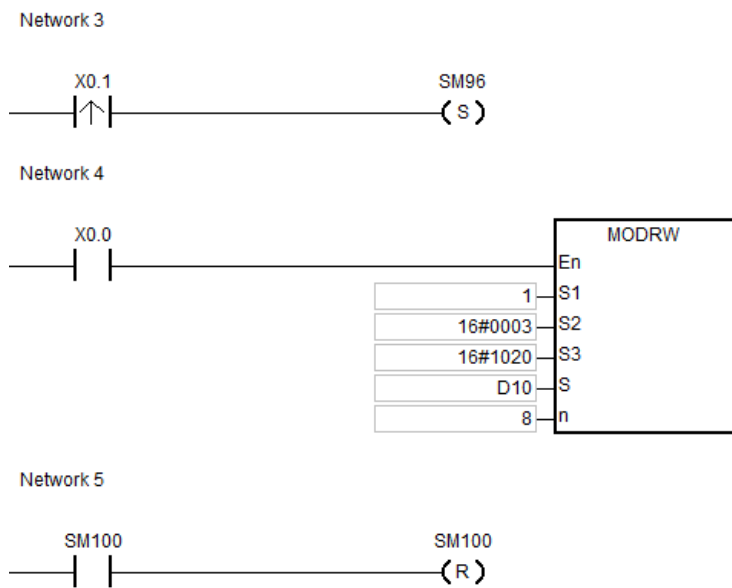 Network 3
X0.1
SM96
S
Network 4
X0.0
MODRW
En
1 S1
16#0003 S2
16#1020 S3
D10 S
8 n
Network 5
SM100
SM100
R